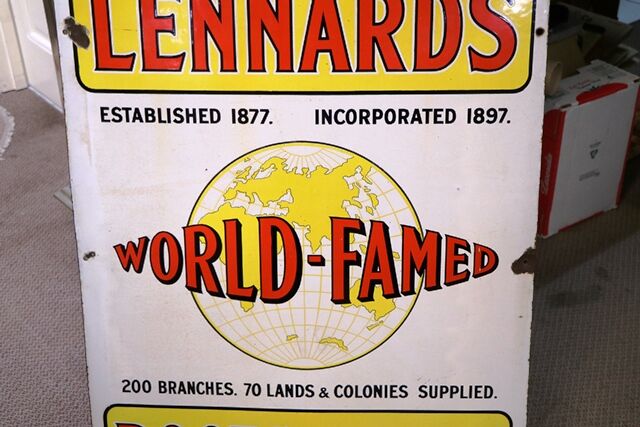 LENNARDS
ESTABLISHED 1877. INCORPORATED 1897.
WORLD-FAMED
200 BRANCHES. 70 LANDS & COLONIES SUPPLIED.